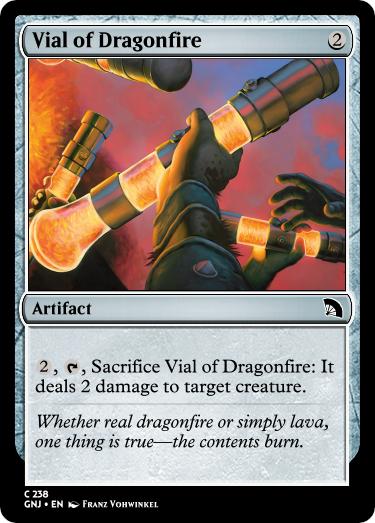 Vial of Dragonfire 2
Artifact
2, , Sacrifice Vial of Dragonfire: It
deals 2 damage to target creature.
Whether real dragonfire or simply lava,
one thing is true—the contents burn.
C 238
GNJ • EN Franz Vohwinkel